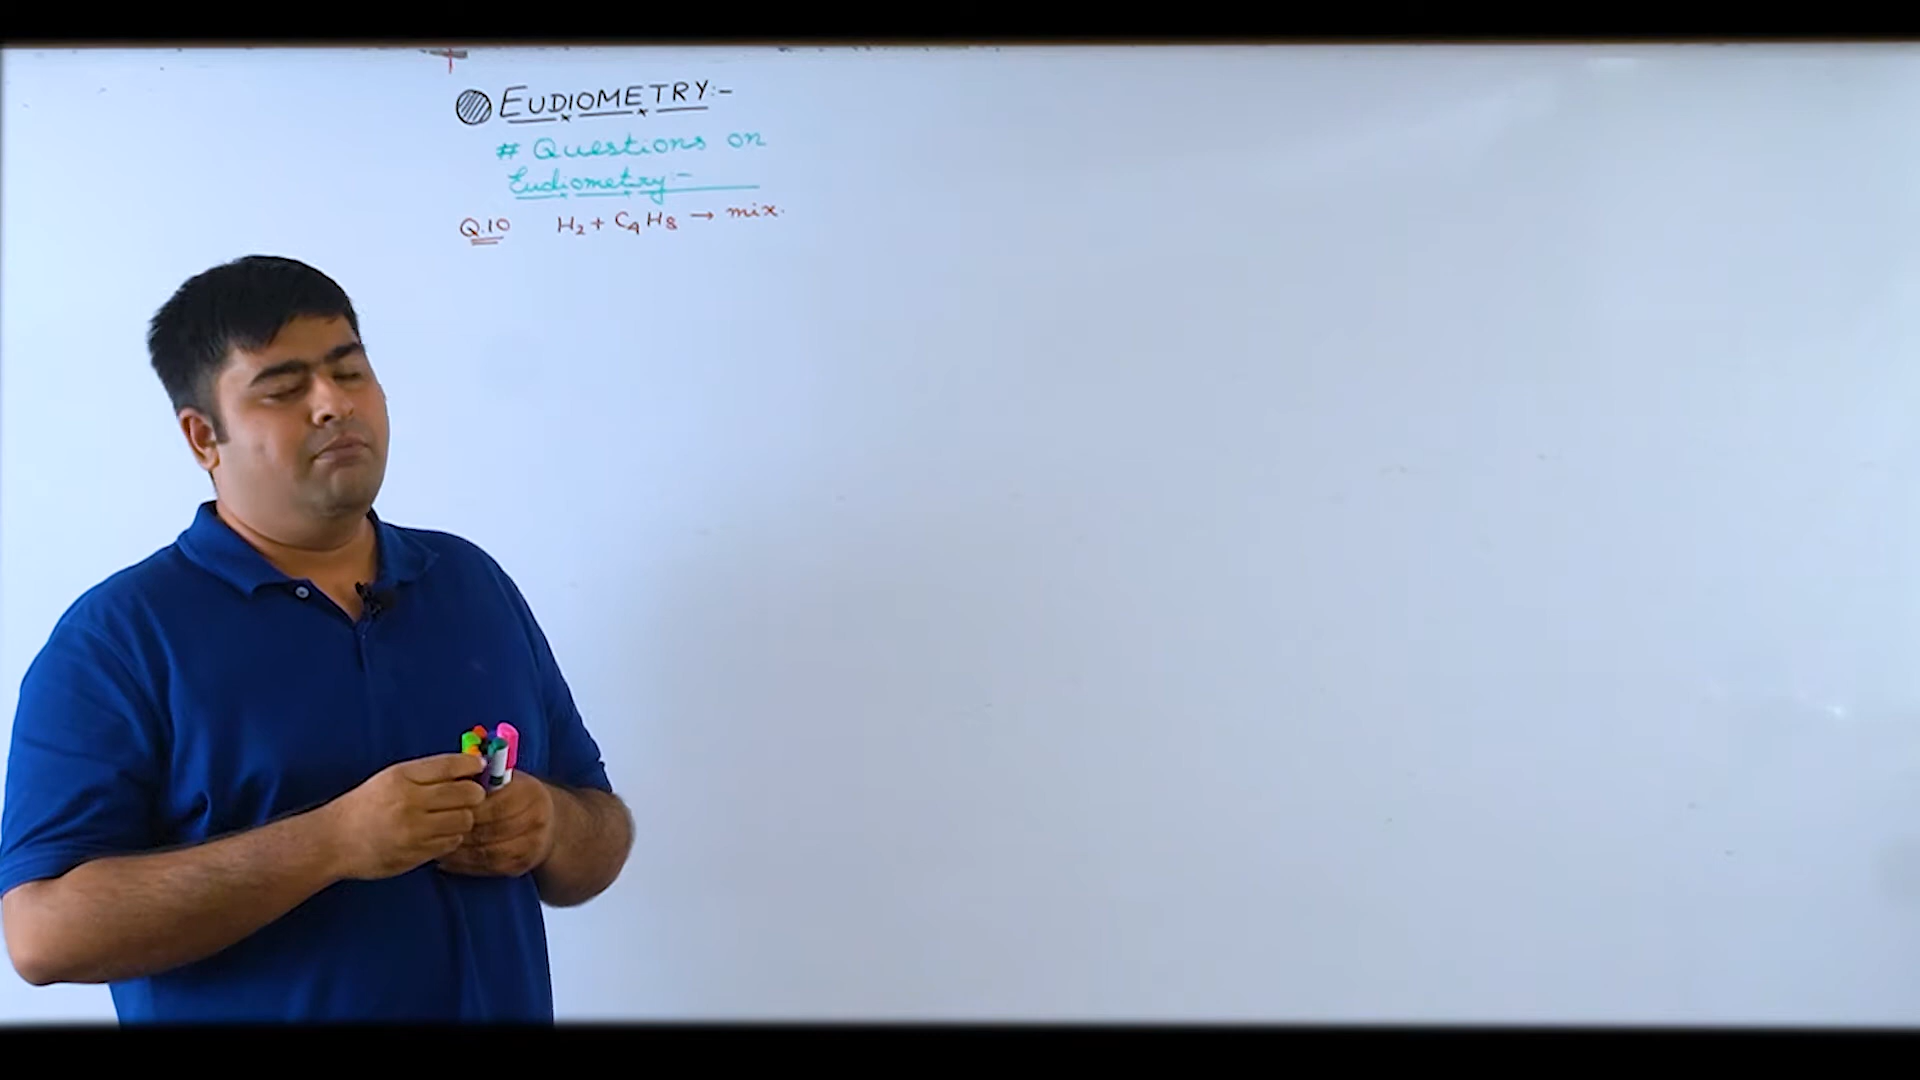 EUDIOMETRY:-
# Questions on
Eudiometry:-
Q.10 H₂ + C₄H₈ → mix.